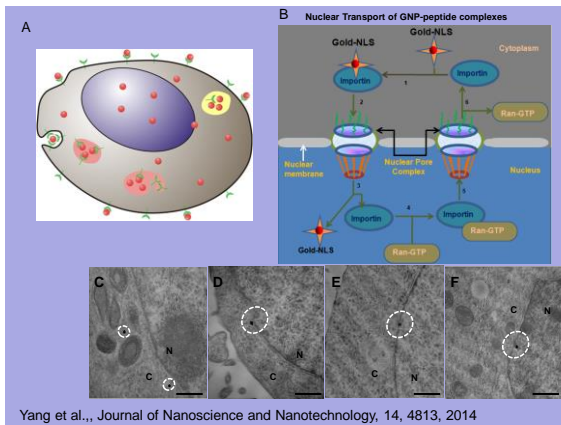 A
B
Nuclear Transport of GNP-peptide complexes
Gold-NLS
Gold-NLS
Cytoplasm
Importin
1
Importin
2
6
Ran-GTP
Nuclear
membrane
Nuclear Pore
Complex
Nucleus
3
5
Importin
4
Importin
Ran-GTP
Gold-NLS
Ran-GTP
C
N
C
D
N
C
E
N
C
F
C
N
Yang et al.,, Journal of Nanoscience and Nanotechnology, 14, 4813, 2014